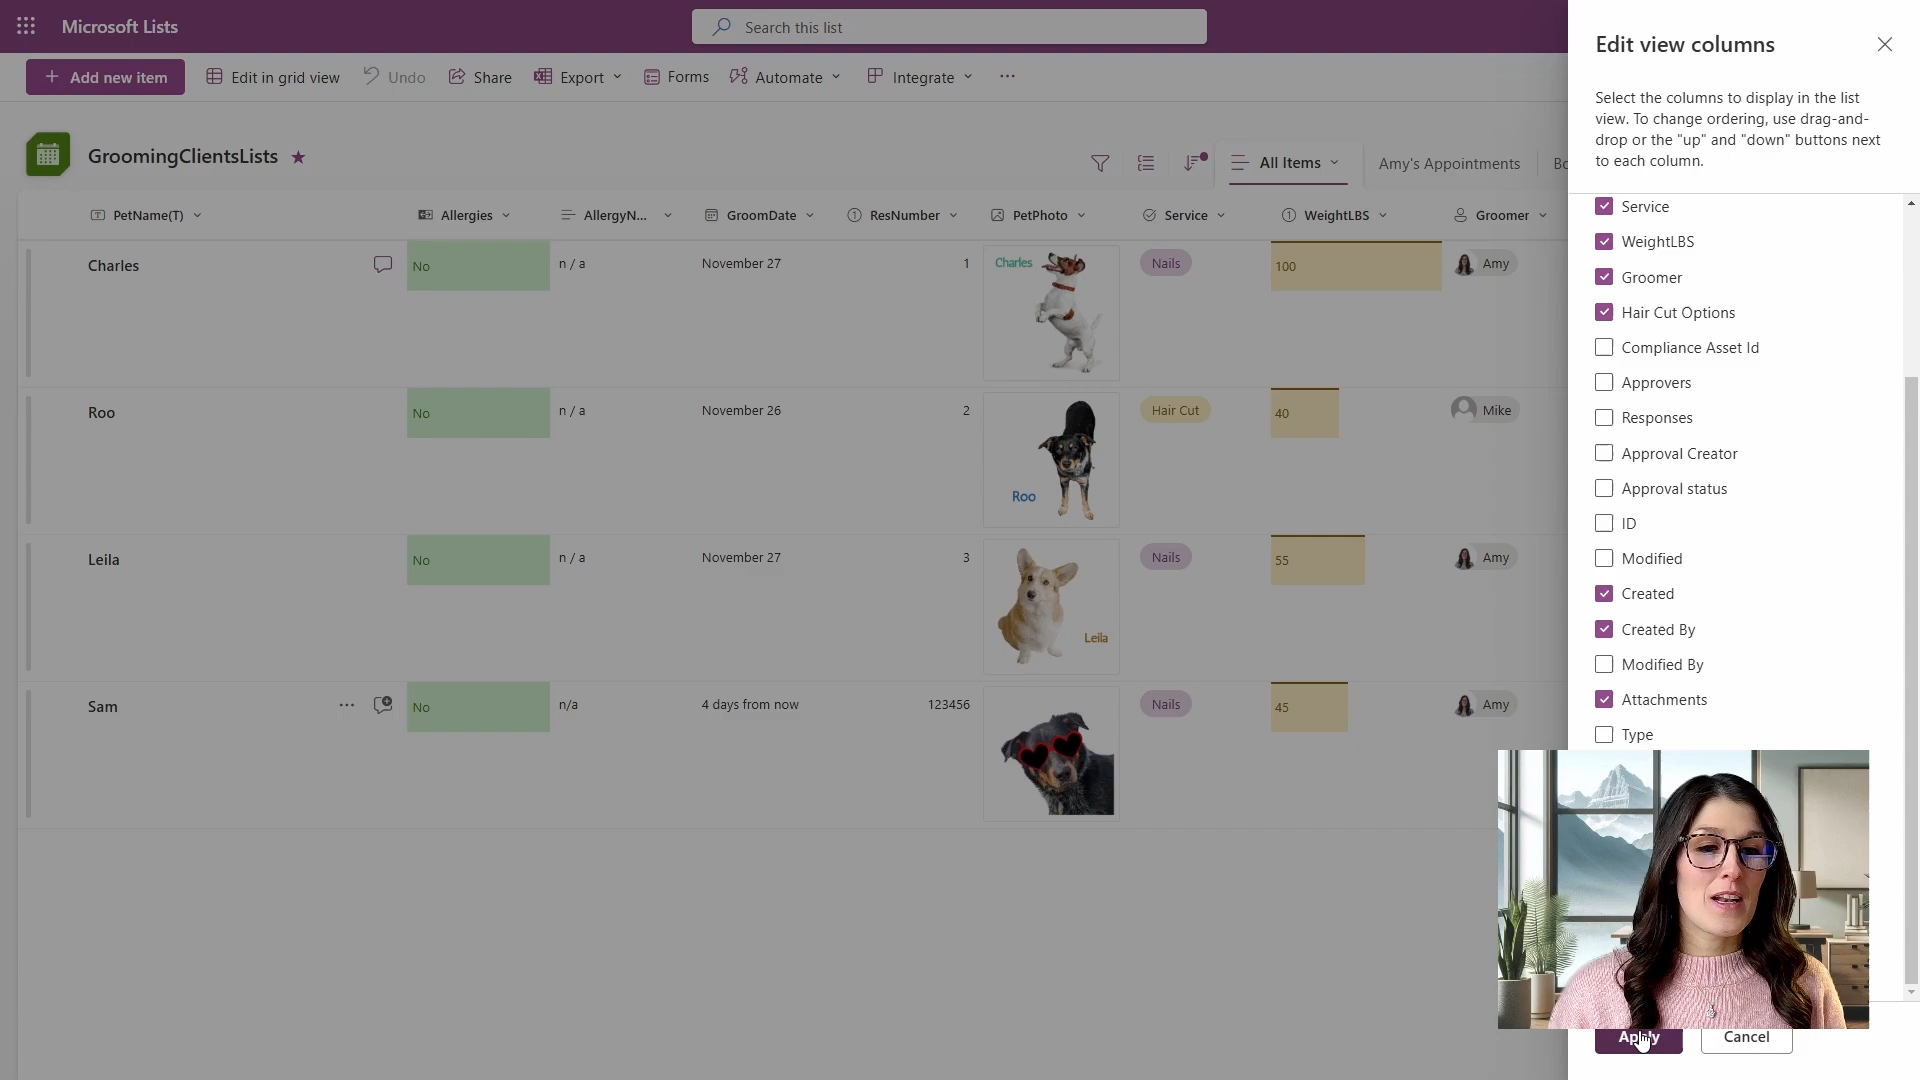 Microsoft Lists
Search this list
Add new item
Edit in grid view
Undo
Share
Export
Forms
Automate
Integrate
GroomingClientsLists
All Items
Amy's Appointments
PetName(T)
Allergies
AllergyN...
GroomDate
ResNumber
PetPhoto
Service
WeightLBS
Groomer
Charles
No
n / a
November 27
1
Charles
Nails
100
Amy
Roo
No
n / a
November 26
2
Roo
Hair Cut
40
Mike
Leila
No
n / a
November 27
3
Leila
Nails
55
Amy
Sam
No
n/a
4 days from now
123456
Nails
45
Amy
Edit view columns
Select the columns to display in the list
view. To change ordering, use drag-and-
drop or the "up" and "down" buttons next
to each column.
Service
WeightLBS
Groomer
Hair Cut Options
Compliance Asset Id
Approvers
Responses
Approval Creator
Approval status
ID
Modified
Created
Created By
Modified By
Attachments
Type
Apply
Cancel